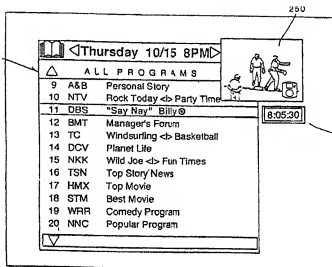 250
Thursday 10/15 8PM
ALL PROGRAMS
9 A&B Personal Story
10 NTV Rock Today <I> Party Time
11 DBS "Say Nay" Billy ®
8:05:30
12 BMT Manager's Forum
13 TC Windsurfing <I> Basketball
14 DCV Planet Life
15 NKK Wild Joe <I> Fun Times
16 TSN Top Story News
17 HMX Top Movie
18 STM Best Movie
19 WRR Comedy Program
20 NNC Popular Program